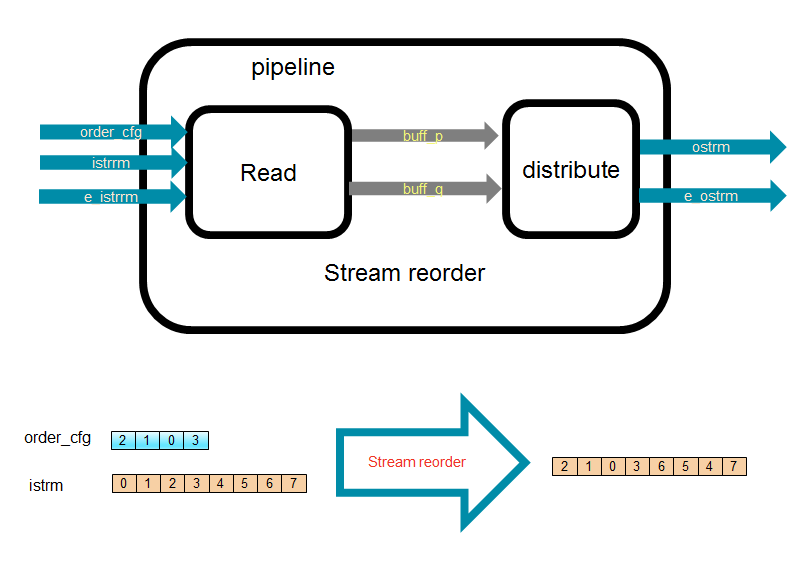 pipeline
order_cfg
istrrm
e_istrrm
Read
buff_p
buff_q
distribute
ostrm
e_ostrm
Stream reorder
order_cfg
2 1 0 3
istrm
0 1 2 3 4 5 6 7
Stream reorder
2 1 0 3 6 5 4 7